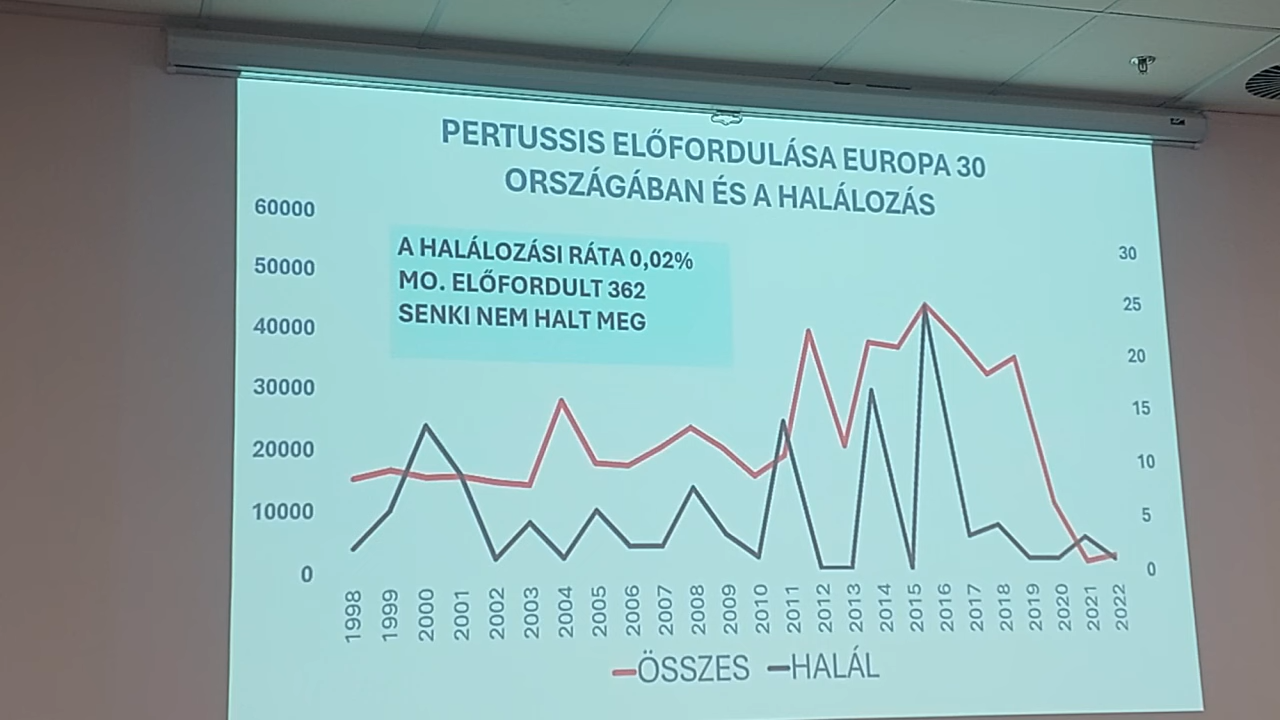 PERTUSSIS ELŐFORDULÁSA EUROPA 30
ORSZÁGÁBAN ÉS A HALÁLOZÁS
A HALÁLOZÁSI RÁTA 0,02%
MO. ELŐFORDULT 362
SENKI NEM HALT MEG
60000
50000
40000
30000
20000
10000
0
30
25
20
15
10
5
0
1998 1999 2000 2001 2002 2003 2004 2005 2006 2007 2008 2009 2010 2011 2012 2013 2014 2015 2016 2017 2018 2019 2020 2021 2022
ÖSSZES HALÁL